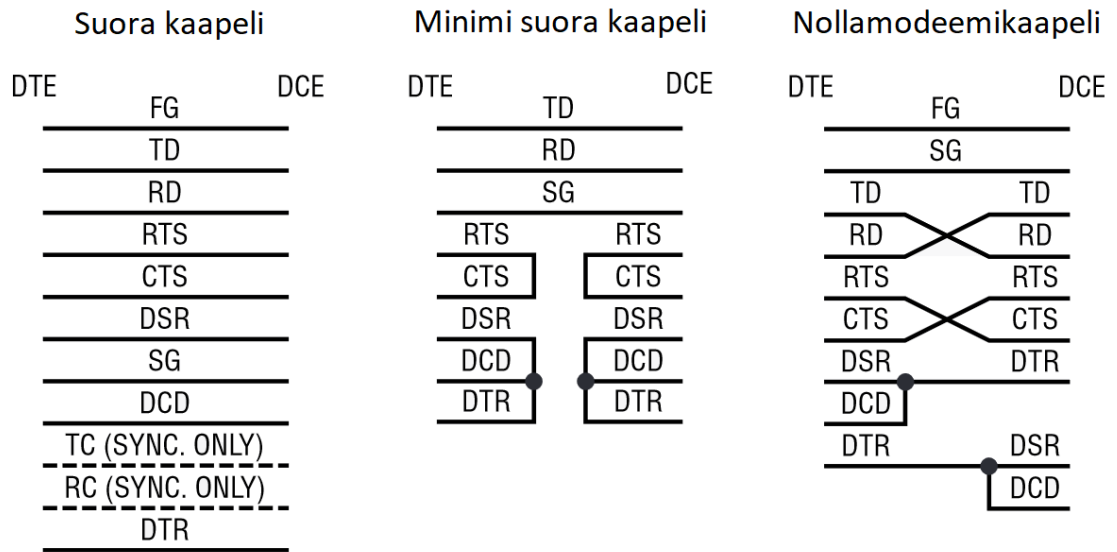 Suora kaapeli
DTE DCE
FG
TD
RD
RTS
CTS
DSR
SG
DCD
TC (SYNC. ONLY)
RC (SYNC. ONLY)
DTR
Minimi suora kaapeli
DTE DCE
TD
RD
SG
RTS RTS
CTS CTS
DSR DSR
DCD DCD
DTR DTR
Nollamodeemikaapeli
DTE DCE
FG
SG
TD TD
RD RD
RTS RTS
CTS CTS
DSR DTR
DCD
DTR DSR
DCD